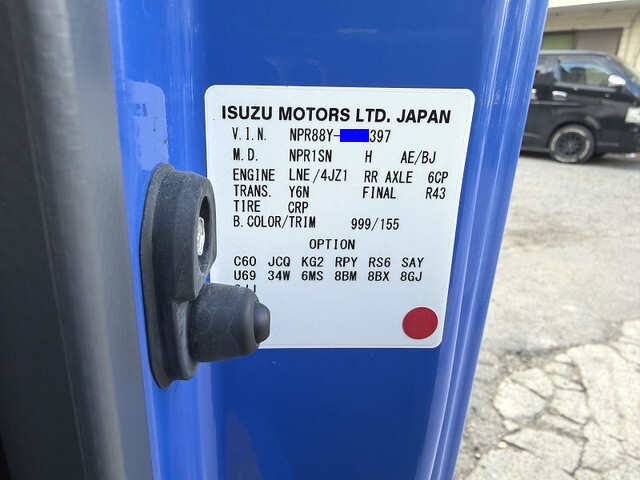 ISUZU MOTORS LTD. JAPAN
V.I.N. NPR88Y- 397
M.D. NPR1SN H AE/BJ
ENGINE LNE/4JZ1 RR AXLE 6CP
TRANS. Y6N FINAL R43
TIRE CRP
B.COLOR/TRIM 999/155
OPTION
C60 JCQ KG2 RPY RS6 SAY
U69 34W 6MS 8BM 8BX 8GJ